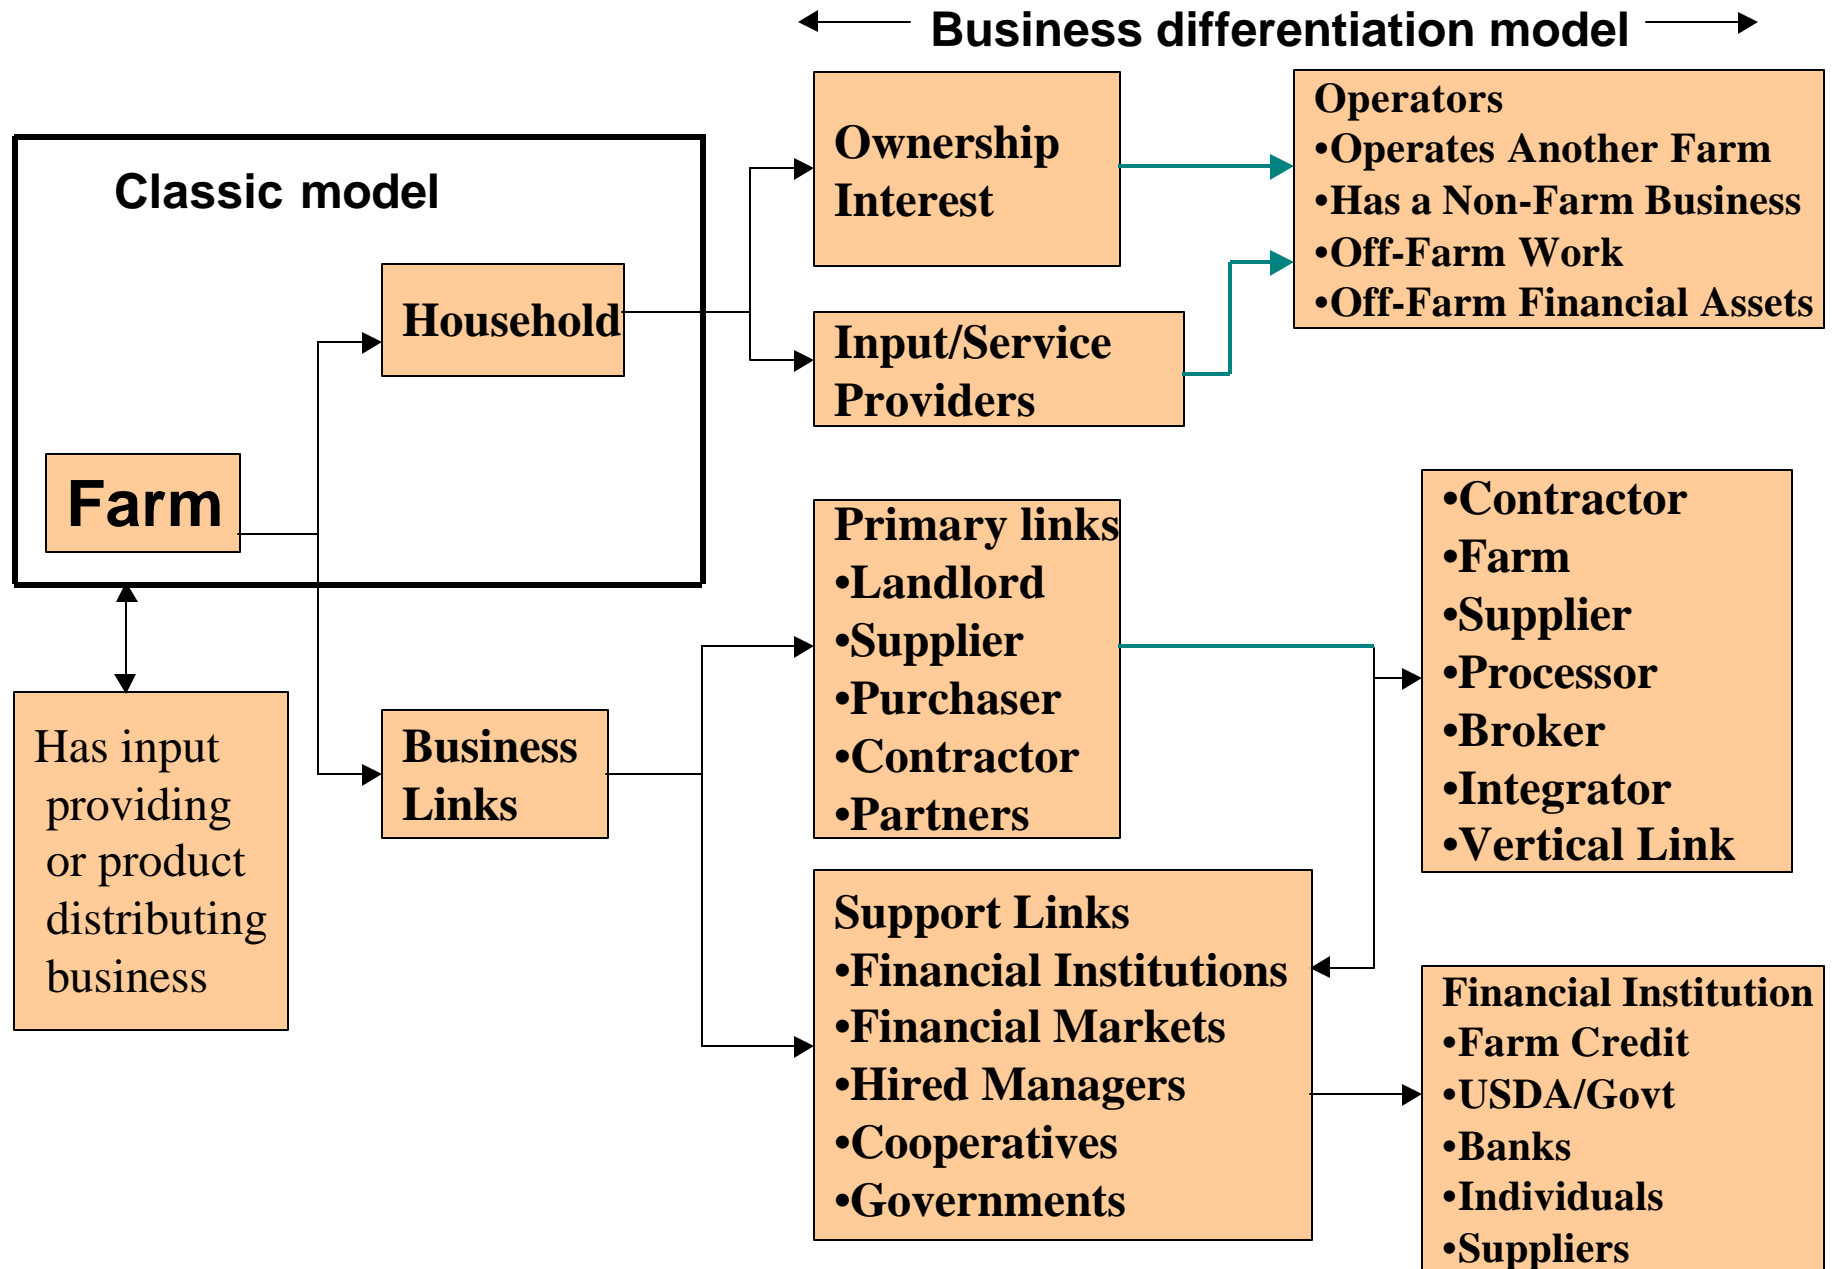 Business differentiation model
Classic model
Farm
Household
Has input
providing
or product
distributing
business
Business
Links
Ownership
Interest
Input/Service
Providers
Operators
•Operates Another Farm
•Has a Non-Farm Business
•Off-Farm Work
•Off-Farm Financial Assets
Primary links
•Landlord
•Supplier
•Purchaser
•Contractor
•Partners
•Contractor
•Farm
•Supplier
•Processor
•Broker
•Integrator
•Vertical Link
Support Links
•Financial Institutions
•Financial Markets
•Hired Managers
•Cooperatives
•Governments
Financial Institution
•Farm Credit
•USDA/Govt
•Banks
•Individuals
•Suppliers